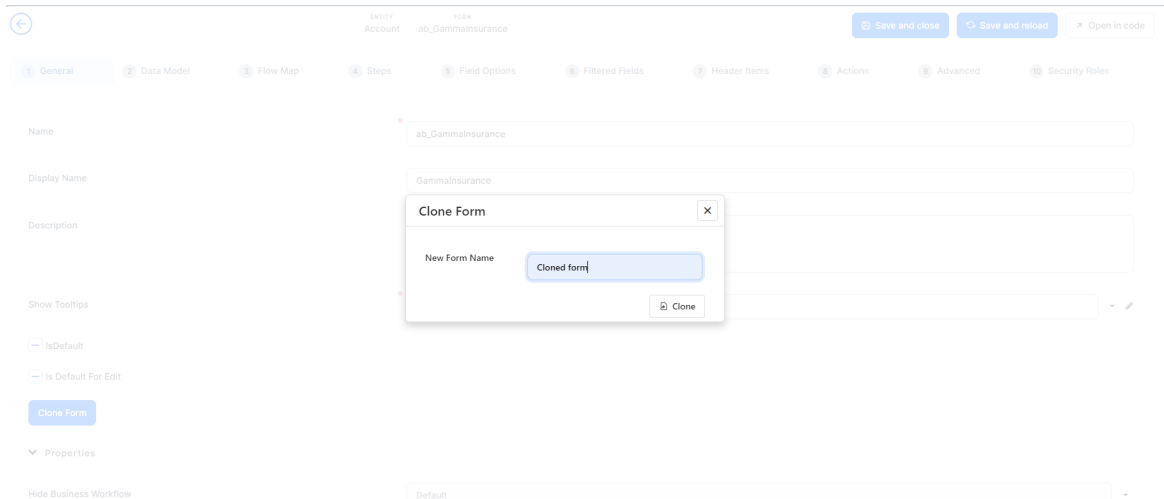 ENTITY FORM
Account ab_GammaInsurance
Save and close Save and reload Open in code
1 General 2 Data Model 3 Flow Map 4 Steps 5 Field Options 6 Filtered Fields 7 Header Items 8 Actions 9 Advanced 10 Security Roles
Name * ab_GammaInsurance
Display Name GammaInsurance
Description
Clone Form
New Form Name Cloned form
Clone
Show Tooltips *
IsDefault
Is Default For Edit
Clone Form
Properties
Hide Business Workflow Default